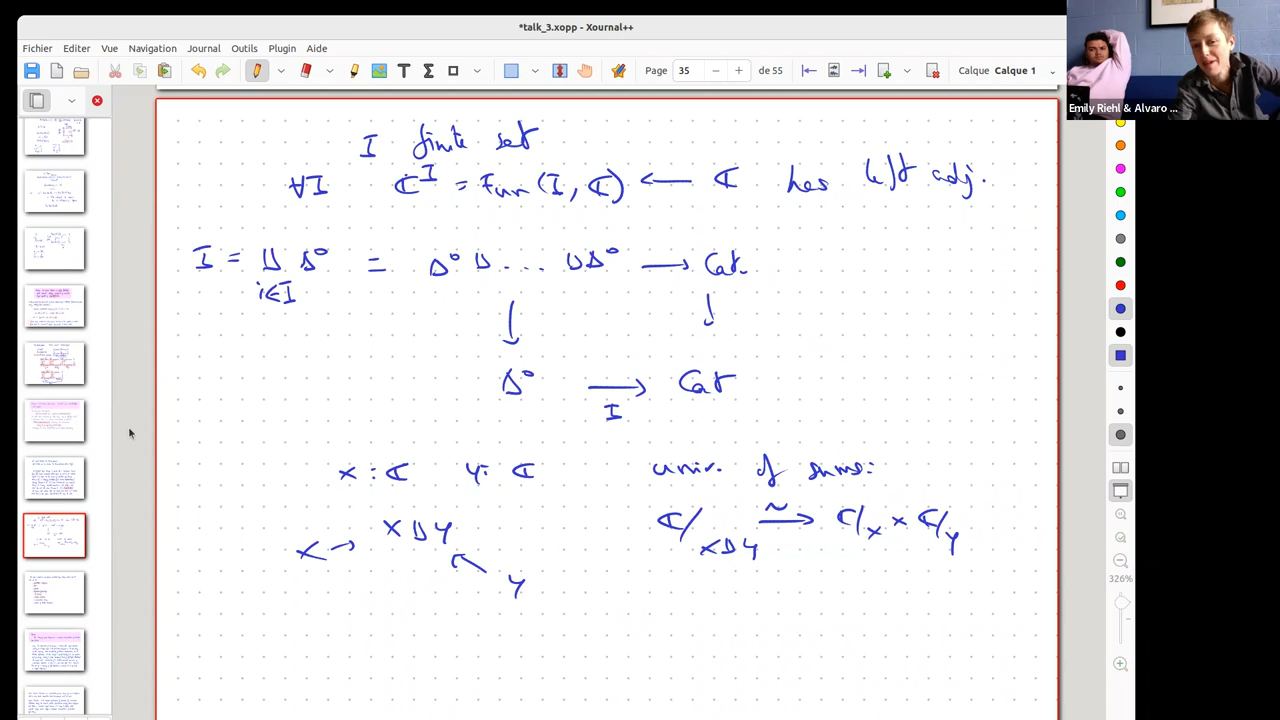 *talk_3.xopp - Xournal++
Fichier Editer Vue Navigation Journal Outils Plugin Aide
Page 35 de 55 Calque Calque 1
Emily Riehl & Alvaro ...
I finite set
∀I ℂ^I = Fun(I, ℂ) ← ℂ has left adj.
I = ⨿ Δ⁰ = Δ⁰ ⨿ ... ⨿ Δ⁰ → Cat.
i∈I
↓ ↓
Δ⁰ → Cat
I
x : ℂ y : ℂ univ. of sums:
ℂ/x⨿y ⥲ ℂ/x × ℂ/y
x → x ⨿ y
↖ y
326%